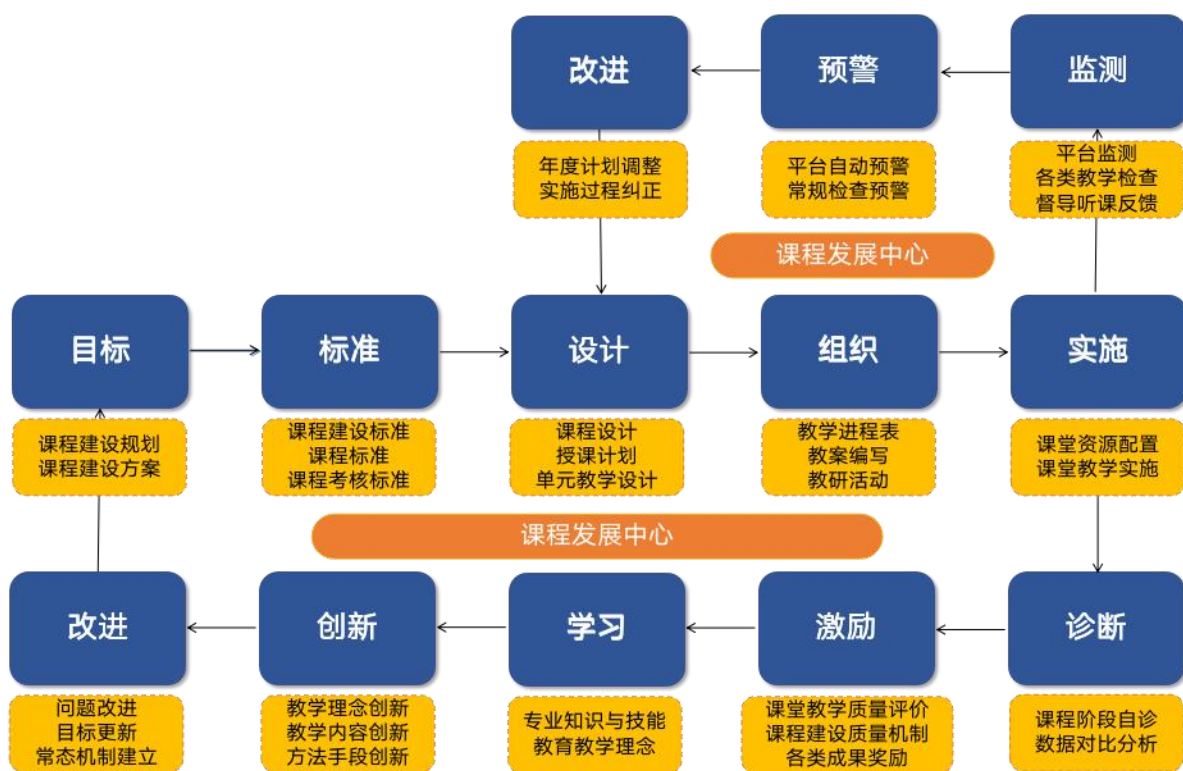 改进
预警
监测
年度计划调整
实施过程纠正
平台自动预警
常规检查预警
平台监测
各类教学检查
督导听课反馈
课程发展中心
目标
标准
设计
组织
实施
课程建设规划
课程建设方案
课程建设标准
课程标准
课程考核标准
课程设计
授课计划
单元教学设计
教学进程表
教案编写
教研活动
课堂资源配置
课堂教学实施
课程发展中心
改进
创新
学习
激励
诊断
问题改进
目标更新
常态机制建立
教学理念创新
教学内容创新
方法手段创新
专业知识与技能
教育教学理念
课堂教学质量评价
课程建设质量机制
各类成果奖励
课程阶段自诊
数据对比分析